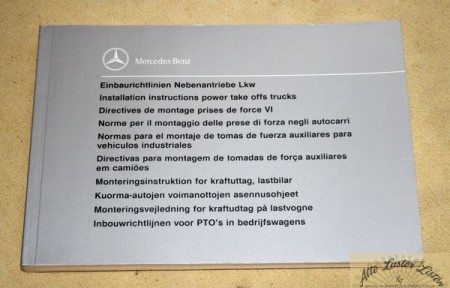 Mercedes-Benz
Einbaurichtlinien Nebenantriebe Lkw
Installation instructions power take offs trucks
Directives de montage prises de force VI
Norme per il montaggio delle prese di forza negli autocarri
Normas para el montaje de tomas de fuerza auxiliares para
vehículos industriales
Directivas para montagem de tomadas de força auxiliares
em camiões
Monteringsinstruktion for kraftuttag, lastbilar
Kuorma-autojen voimanottojen asennusohjeet
Monteringsvejledning for kraftudtag på lastvogne
Inbouwrichtlijnen voor PTO's in bedrijfswagens